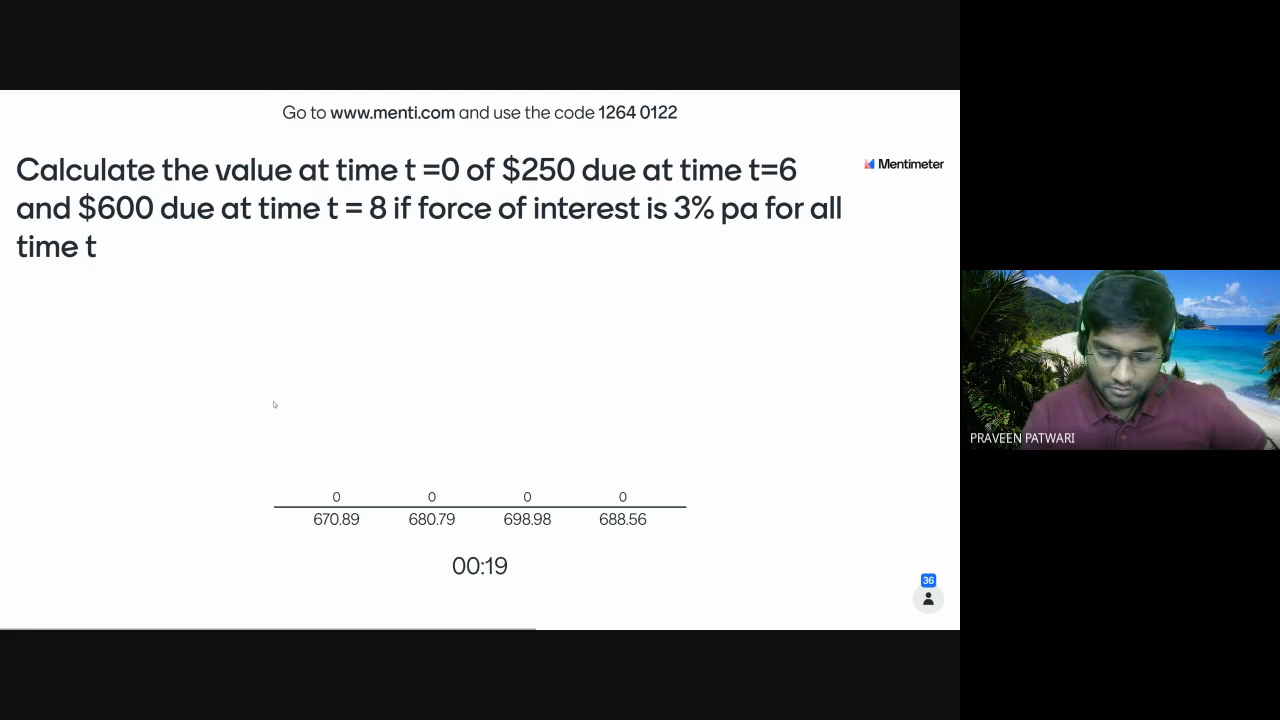 Go to www.menti.com and use the code 1264 0122
Calculate the value at time t =0 of $250 due at time t=6
and $600 due at time t = 8 if force of interest is 3% pa for all
time t
Mentimeter
0 0 0 0
670.89 680.79 698.98 688.56
00:19
36
PRAVEEN PATWARI